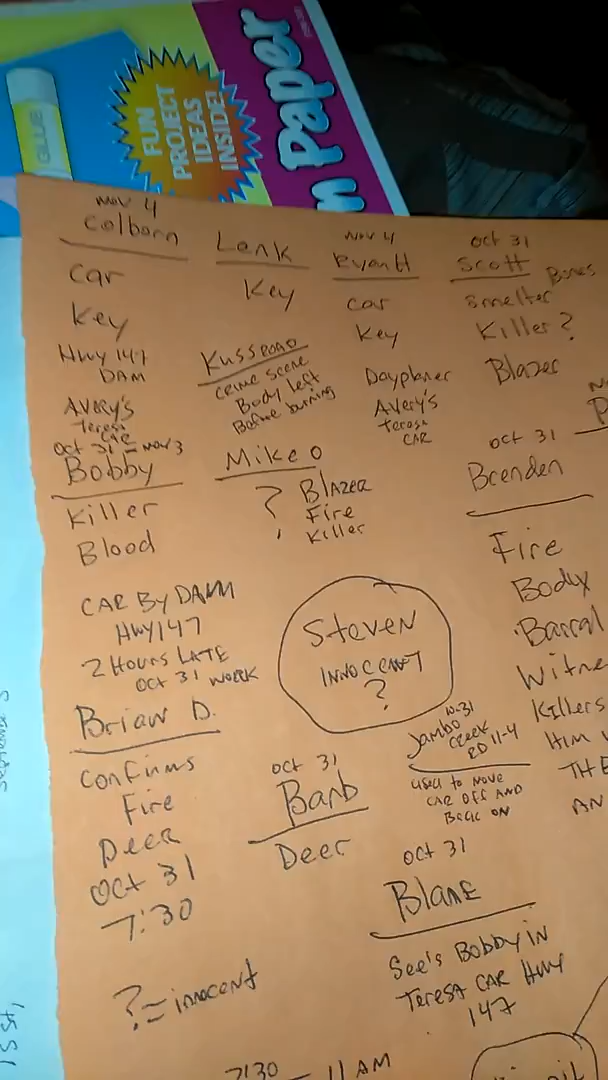 n Paper
FUN
PROJECT
IDEAS
INSIDE!
GLUE
Nov 4
Colborn
Car
Key
Hwy 147
DAM
AVERY'S
Teresa
CAR
Lenk
Key
Kussrono
crime scene
Body left
Before burning
Nov 4
Ryan H
Car
Key
Dayplaner
AVERY'S
Teresa
CAR
Oct 31
Scott
Bones
Smelter
Killer?
Blazer
Oct 31 - Nov 3
Bobby
Killer
Blood
CAR By DAM
HWY 147
2 HOURS LATE
Oct 31 WORK
Mike O
?
BLAZER
Fire
Killer
Oct 31
Brenden
Fire
Body
Barral
Witne
Killers
Him
THE
AN
Steven
INNOCENT
?
Brian D.
Confirms
Fire
Deer
Oct 31
7:30
Oct 31
Barb
Deer
10-31
Jambo
Creek
RD 11-4
used to move
CAR OFF AND
Back ON
Oct 31
Blane
See's Bobby in
Teresa CAR Hwy
147
? = innocent
7:30 - 11 AM